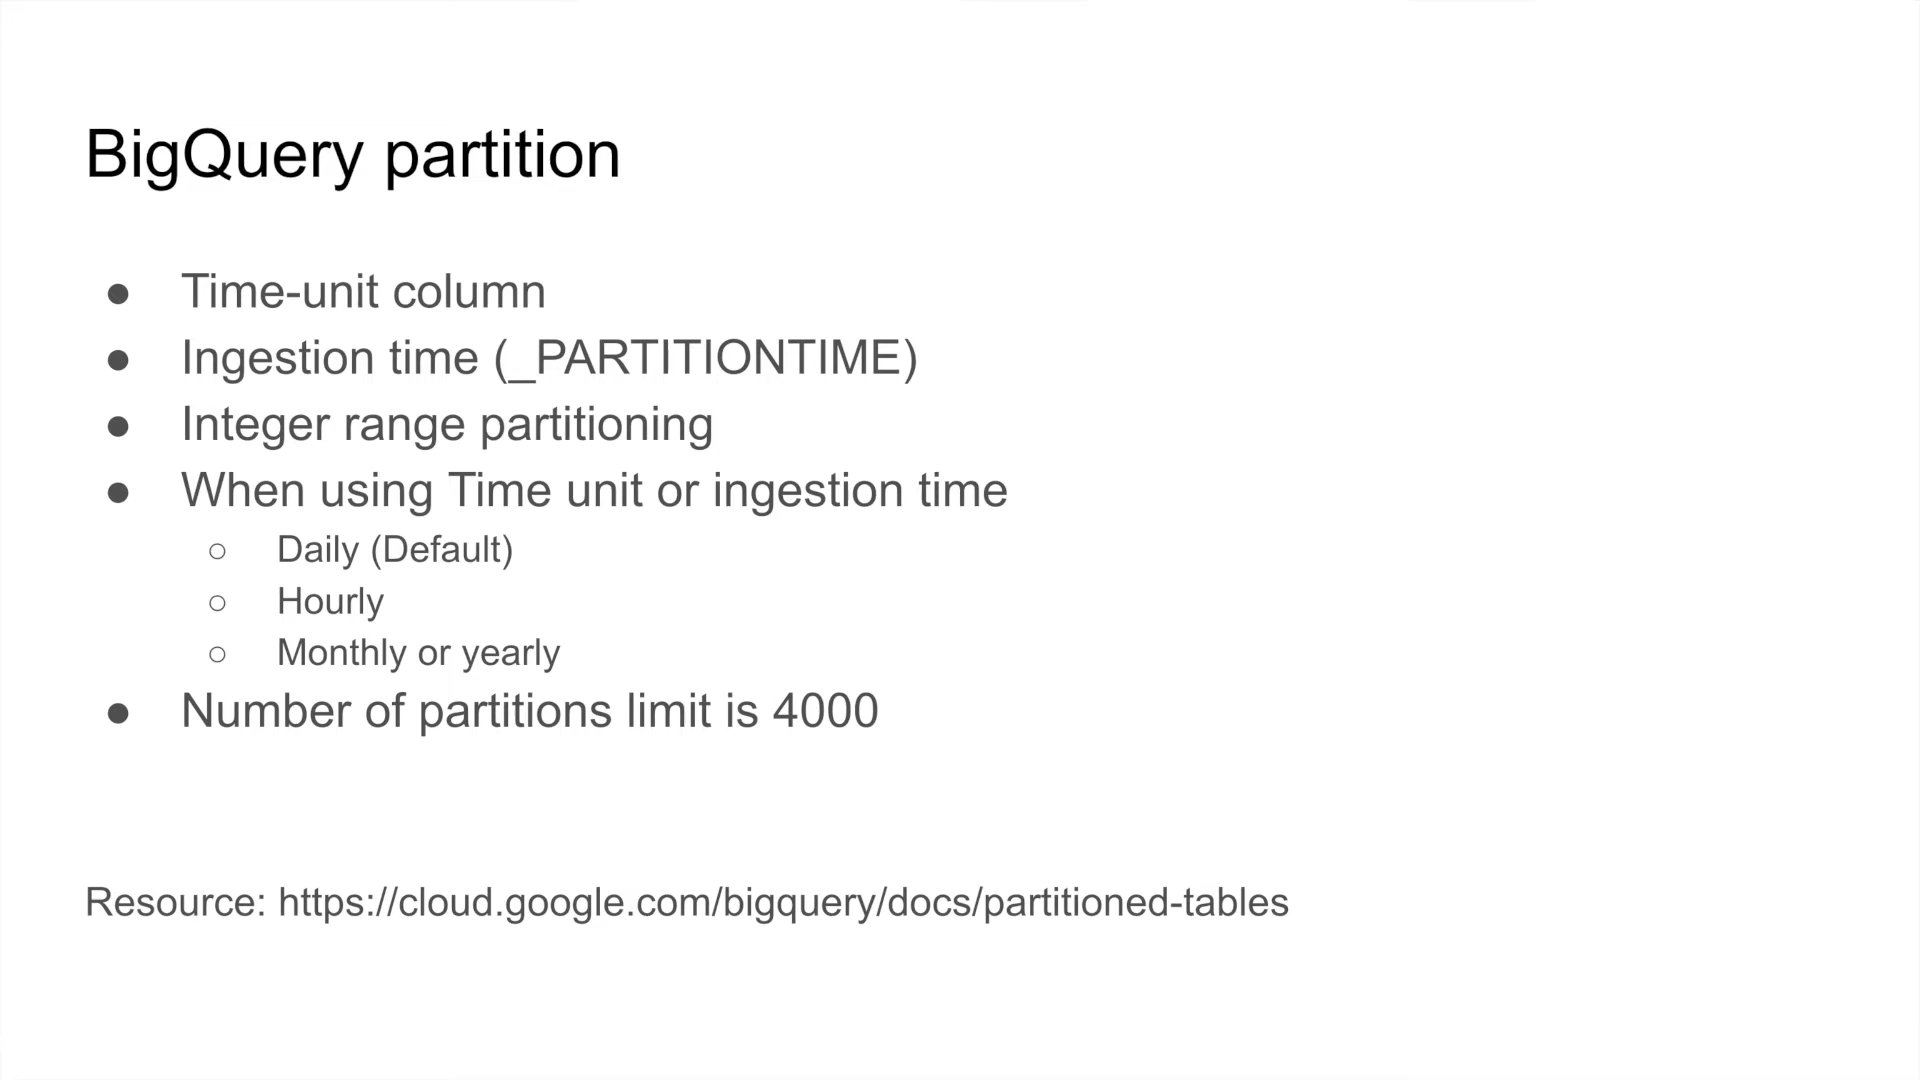 BigQuery partition
● Time-unit column
● Ingestion time (_PARTITIONTIME)
● Integer range partitioning
● When using Time unit or ingestion time
○ Daily (Default)
○ Hourly
○ Monthly or yearly
● Number of partitions limit is 4000
Resource: https://cloud.google.com/bigquery/docs/partitioned-tables